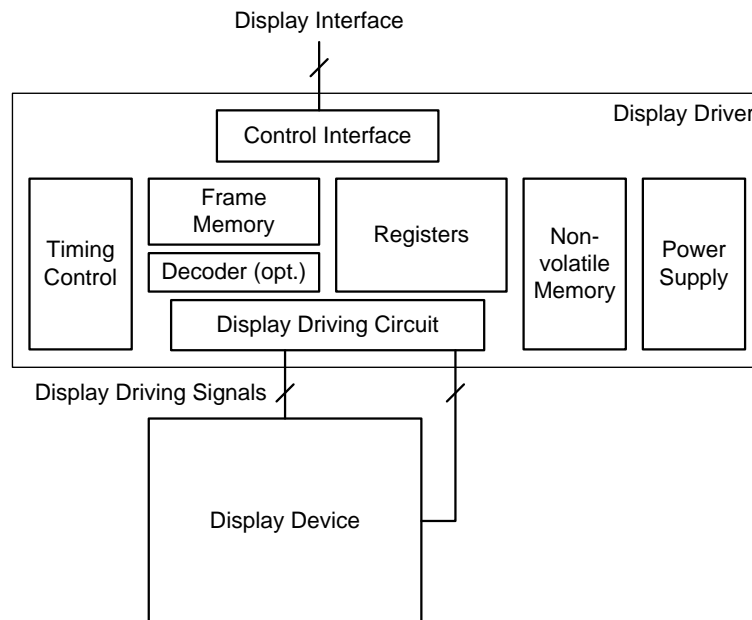 Display Interface
Display Driver
Control Interface
Timing
Control
Frame
Memory
Decoder (opt.)
Registers
Non-
volatile
Memory
Power
Supply
Display Driving Circuit
Display Driving Signals
Display Device